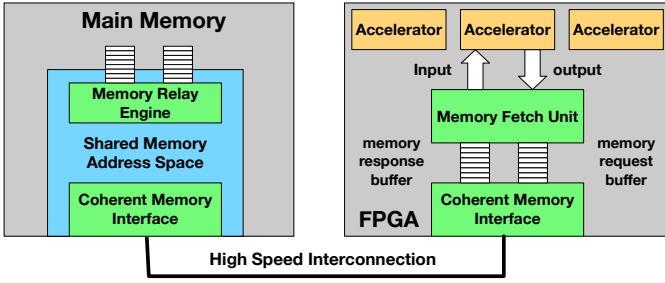 Main Memory
Memory Relay
Engine
Shared Memory
Address Space
Coherent Memory
Interface
Accelerator
Accelerator
Accelerator
Input
output
Memory Fetch Unit
memory
response
buffer
memory
request
buffer
Coherent Memory
Interface
FPGA
High Speed Interconnection